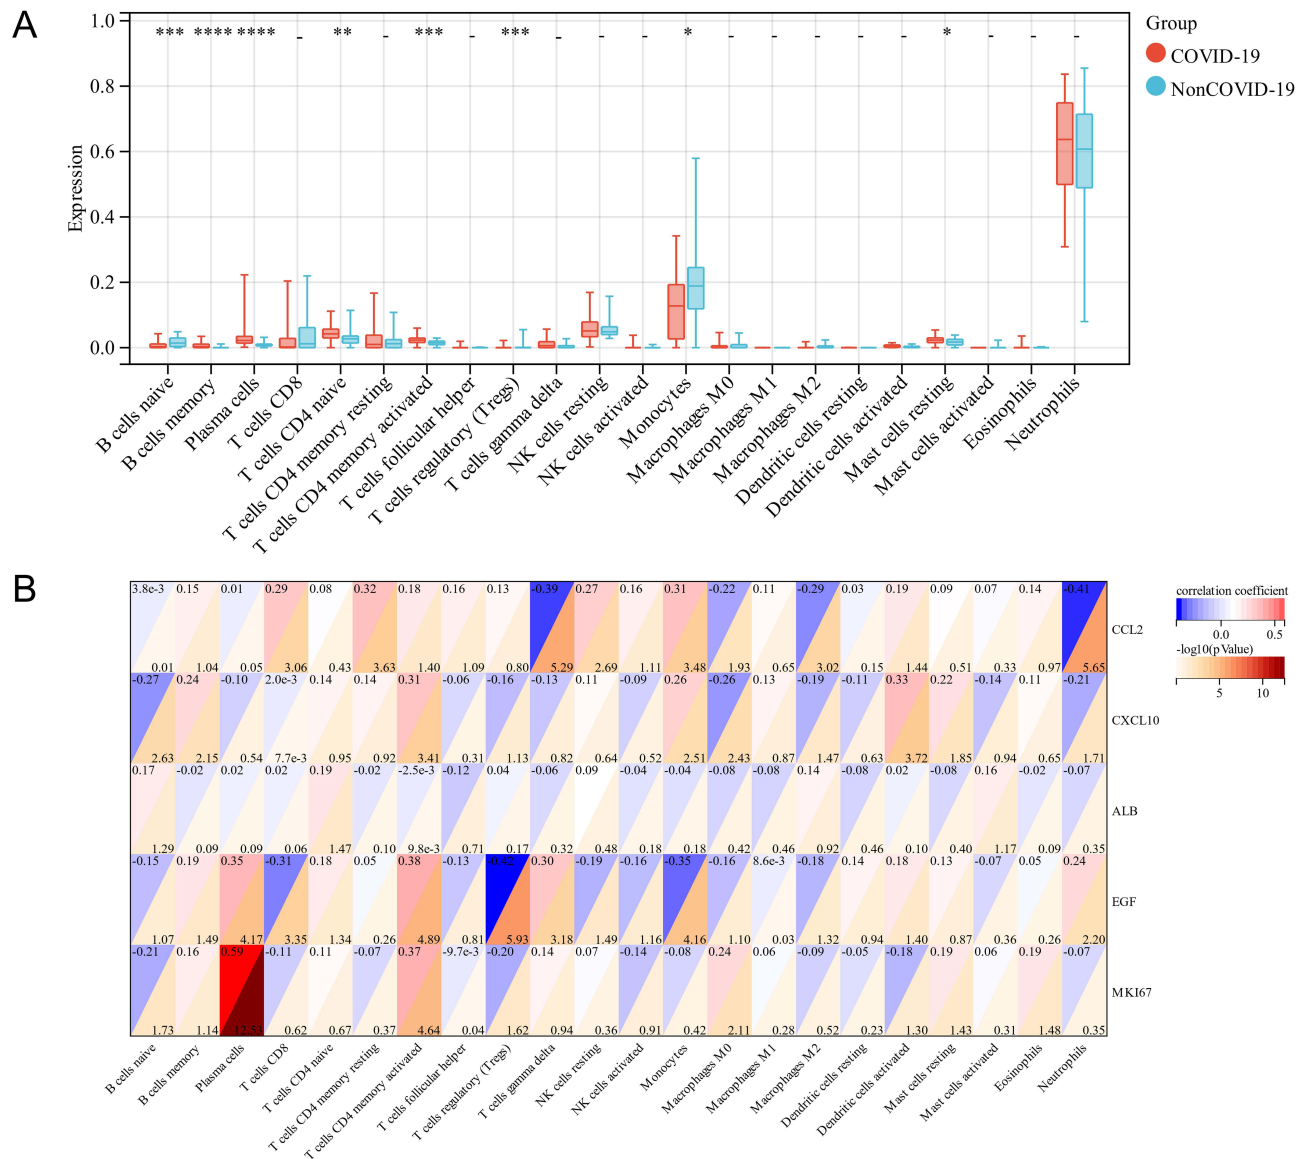 A
1.0
0.8
0.6
0.4
0.2
0.0
Expression
*** **** **** - ** - *** - *** - - - * - - - - - * - - -
Group
COVID-19
NonCOVID-19
B cells naive
B cells memory
Plasma cells
T cells CD8
T cells CD4 naive
T cells CD4 memory resting
T cells CD4 memory activated
T cells follicular helper
T cells regulatory (Tregs)
T cells gamma delta
NK cells resting
NK cells activated
Monocytes
Macrophages M0
Macrophages M1
Macrophages M2
Dendritic cells resting
Dendritic cells activated
Mast cells resting
Mast cells activated
Eosinophils
Neutrophils
B
3.8e-3 0.15 0.01 0.29 0.08 0.32 0.18 0.16 0.13 -0.39 0.27 0.16 0.31 -0.22 0.11 -0.29 0.03 0.19 0.09 0.07 0.14 -0.41
CCL2
0.01 1.04 0.05 3.06 0.43 3.63 1.40 1.09 0.80 5.29 2.69 1.11 3.48 1.93 0.65 3.02 0.15 1.44 0.51 0.33 0.97 5.65
-0.27 0.24 -0.10 2.0e-3 0.14 0.14 0.31 -0.06 -0.16 -0.13 0.11 -0.09 0.26 -0.26 0.13 -0.19 -0.11 0.33 0.22 -0.14 0.11 -0.21
CXCL10
2.63 2.15 0.54 7.7e-3 0.95 0.92 3.41 0.31 1.13 0.82 0.64 0.52 2.51 2.43 0.87 1.47 0.63 3.72 1.85 0.94 0.65 1.71
0.17 -0.02 0.02 0.02 0.19 -0.02 -2.5e-3 -0.12 0.04 -0.06 0.09 -0.04 -0.04 -0.08 -0.08 0.14 -0.08 0.02 -0.08 0.16 -0.02 -0.07
ALB
1.29 0.09 0.09 0.06 1.47 0.10 9.8e-3 0.71 0.17 0.32 0.48 0.18 0.18 0.42 0.46 0.92 0.46 0.10 0.40 1.17 0.09 0.35
-0.15 0.19 0.35 -0.31 0.18 0.05 0.38 -0.13 -0.42 0.30 -0.19 -0.16 -0.35 -0.16 8.6e-3 -0.18 0.14 0.18 0.13 -0.07 0.05 0.24
EGF
1.07 1.49 4.17 3.35 1.34 0.26 4.89 0.81 5.93 3.18 1.49 1.16 4.16 1.10 0.03 1.32 0.94 1.40 0.87 0.36 0.26 2.20
-0.21 0.16 0.59 -0.11 0.11 -0.07 0.37 -9.7e-3 -0.20 0.14 0.07 -0.14 -0.08 0.24 0.06 -0.09 -0.05 -0.18 0.19 0.06 0.19 -0.07
MKI67
1.73 1.14 12.53 0.62 0.67 0.37 4.64 0.04 1.62 0.94 0.36 0.91 0.42 2.11 0.28 0.52 0.23 1.30 1.43 0.31 1.48 0.35
B cells naive
B cells memory
Plasma cells
T cells CD8
T cells CD4 naive
T cells CD4 memory resting
T cells CD4 memory activated
T cells follicular helper
T cells regulatory (Tregs)
T cells gamma delta
NK cells resting
NK cells activated
Monocytes
Macrophages M0
Macrophages M1
Macrophages M2
Dendritic cells resting
Dendritic cells activated
Mast cells resting
Mast cells activated
Eosinophils
Neutrophils
correlation coefficient
0.0 0.5
-log10(pValue)
5 10